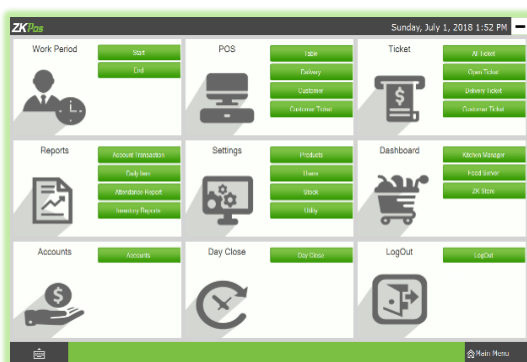 ZKPos
Sunday, July 1, 2018 1:52 PM
Work Period
Start
End
POS
Table
Delivery
Customer
Customer Ticket
Ticket
All Ticket
Open Ticket
Delivery Ticket
Customer Ticket
Reports
Account Transaction
Daily Item
Attendance Report
Inventory Reports
Settings
Products
Users
Stock
Utility
Dashboard
Kitchen Manager
Food Server
ZK Store
Accounts
Accounts
Day Close
Day Close
LogOut
LogOut
Main Menu